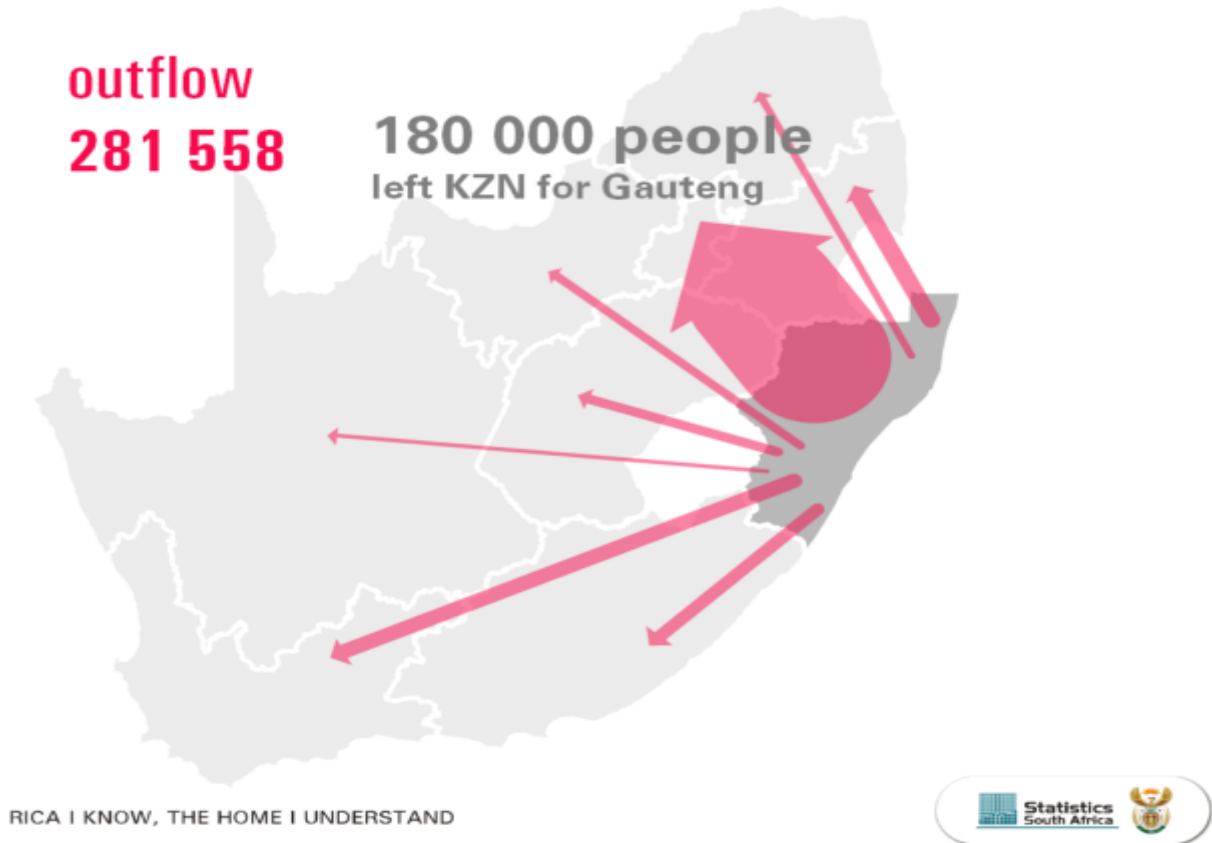 outflow
281 558
180 000 people
left KZN for Gauteng
RICA I KNOW, THE HOME I UNDERSTAND
Statistics
South Africa